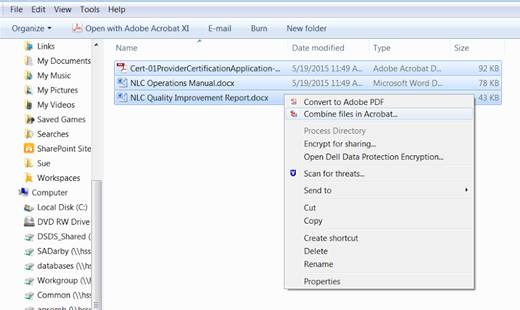 File Edit View Tools Help
Organize Open with Adobe Acrobat XI E-mail Burn New folder
Links
My Documents
My Music
My Pictures
My Videos
Saved Games
Searches
SharePoint Site
Sue
Workspaces
Computer
Local Disk (C:)
DVD RW Drive
DSDS_Shared (\\hss
SADarby (\\hss
databases (\\hss
Workgroup (\\h
Common (\\hss
Name Date modified Type Size
Cert-01ProviderCertificationApplication-... 5/19/2015 11:49 A... Adobe Acrobat D... 92 KB
NLC Operations Manual.docx 5/19/2015 11:49 A... Microsoft Word D... 78 KB
NLC Quality Improvement Report.docx 43 KB
Convert to Adobe PDF
Combine files in Acrobat...
Process Directory
Encrypt for sharing...
Open Dell Data Protection Encryption...
Scan for threats...
Send to
Cut
Copy
Create shortcut
Delete
Rename
Properties